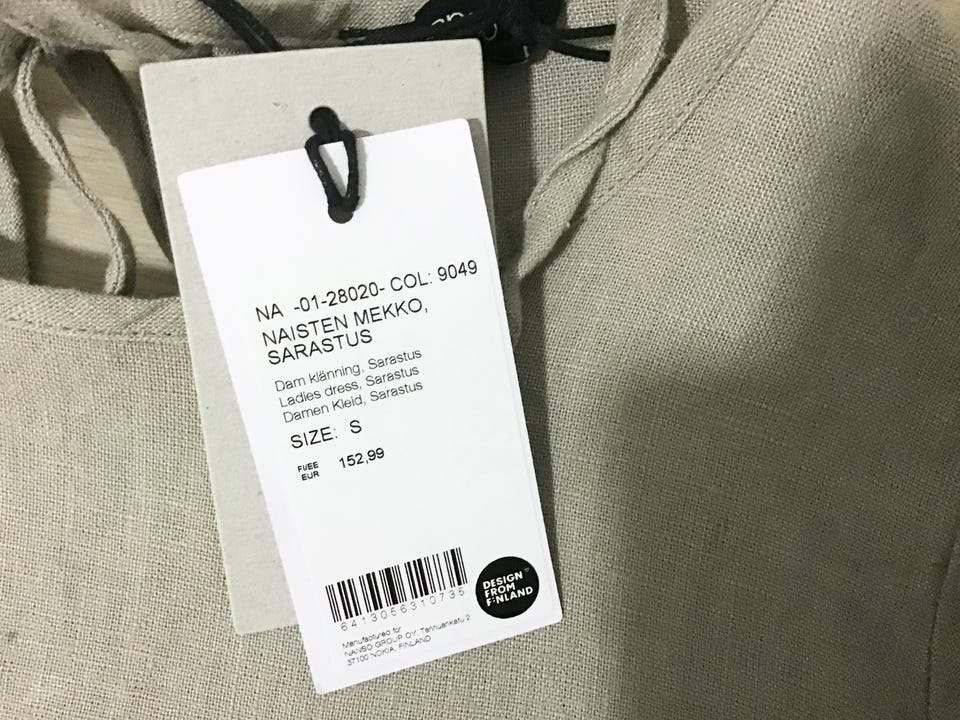 NA -01-28020- COL: 9049
NAISTEN MEKKO,
SARASTUS
Dam klänning, Sarastus
Ladies dress, Sarastus
Damen Kleid, Sarastus
SIZE: S
FI/EE
EUR
152,99
6413056310735
DESIGN
FROM
FINLAND
Manufactured for
NANSO GROUP OY, Tehtaankatu 2
37100 NOKIA, FINLAND